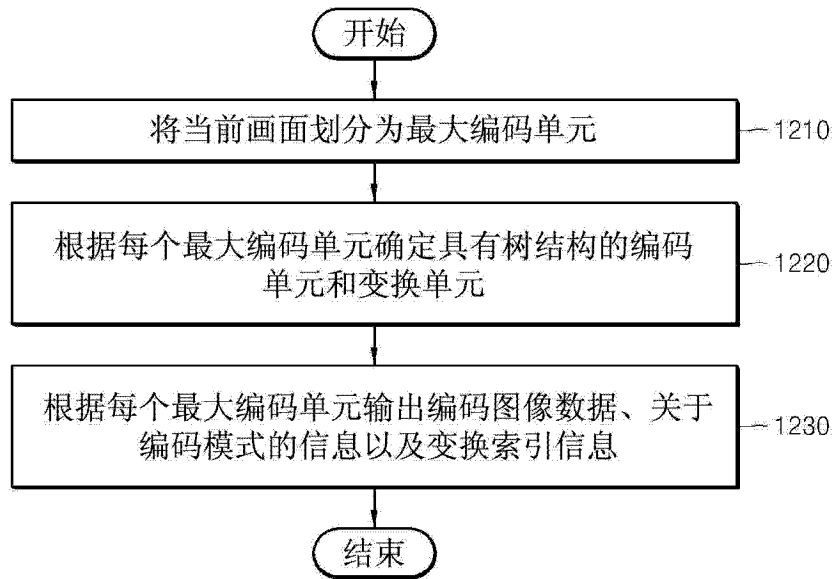 开始
将当前画面划分为最大编码单元
1210
根据每个最大编码单元确定具有树结构的编码
单元和变换单元
1220
根据每个最大编码单元输出编码图像数据、关于
编码模式的信息以及变换索引信息
1230
结束